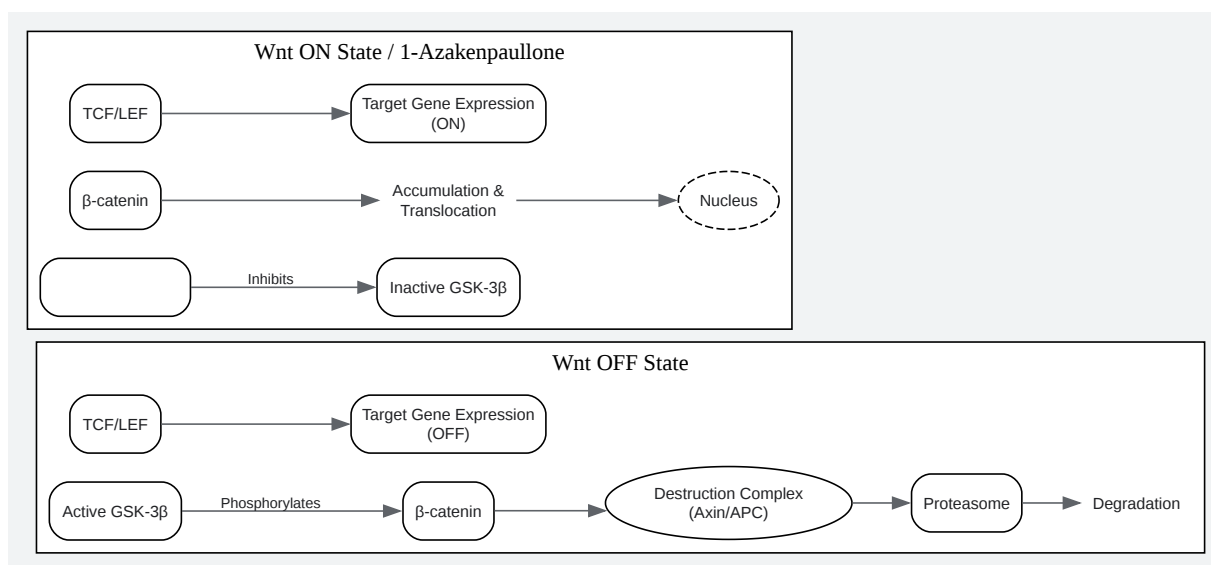 Wnt ON State / 1-Azakenpaullone
TCF/LEF
Target Gene Expression
(ON)
β-catenin
Accumulation &
Translocation
Nucleus
Inhibits
Inactive GSK-3β
Wnt OFF State
TCF/LEF
Target Gene Expression
(OFF)
Active GSK-3β
Phosphorylates
β-catenin
Destruction Complex
(Axin/APC)
Proteasome
Degradation